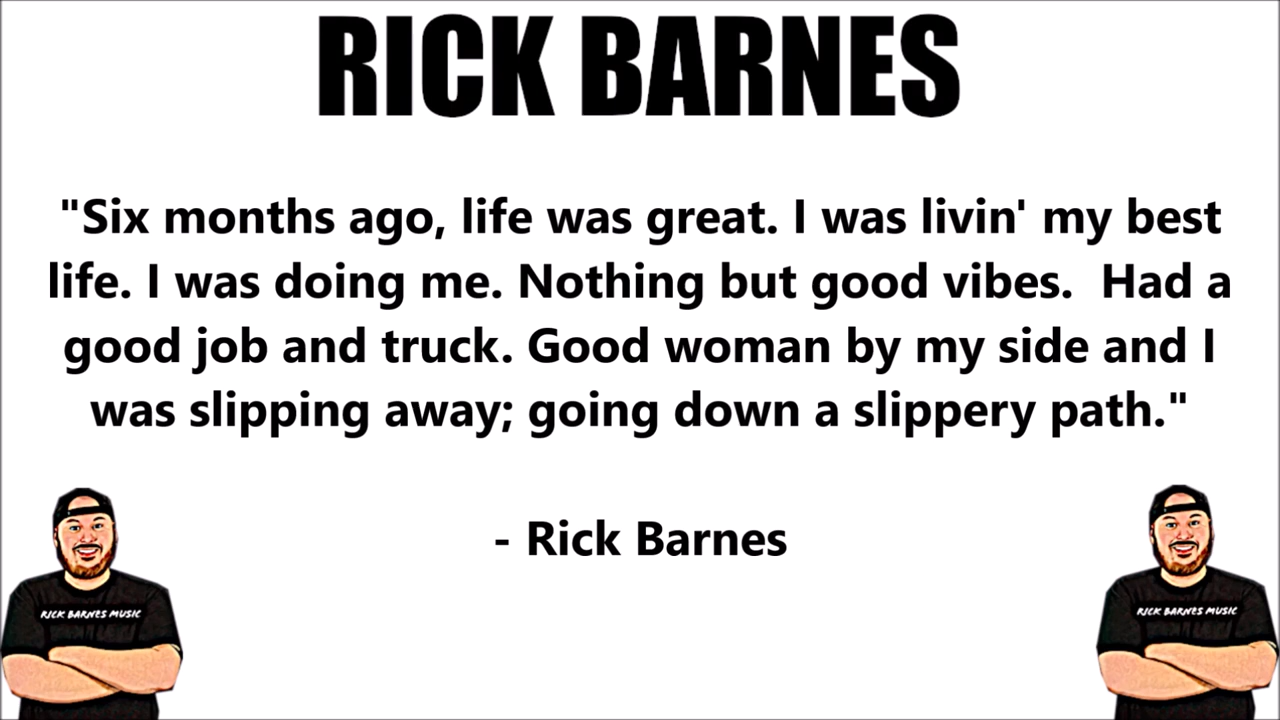 RICK BARNES
"Six months ago, life was great. I was livin' my best
life. I was doing me. Nothing but good vibes.  Had a
good job and truck. Good woman by my side and I
was slipping away; going down a slippery path."
- Rick Barnes
RICK BARNES MUSIC
RICK BARNES MUSIC